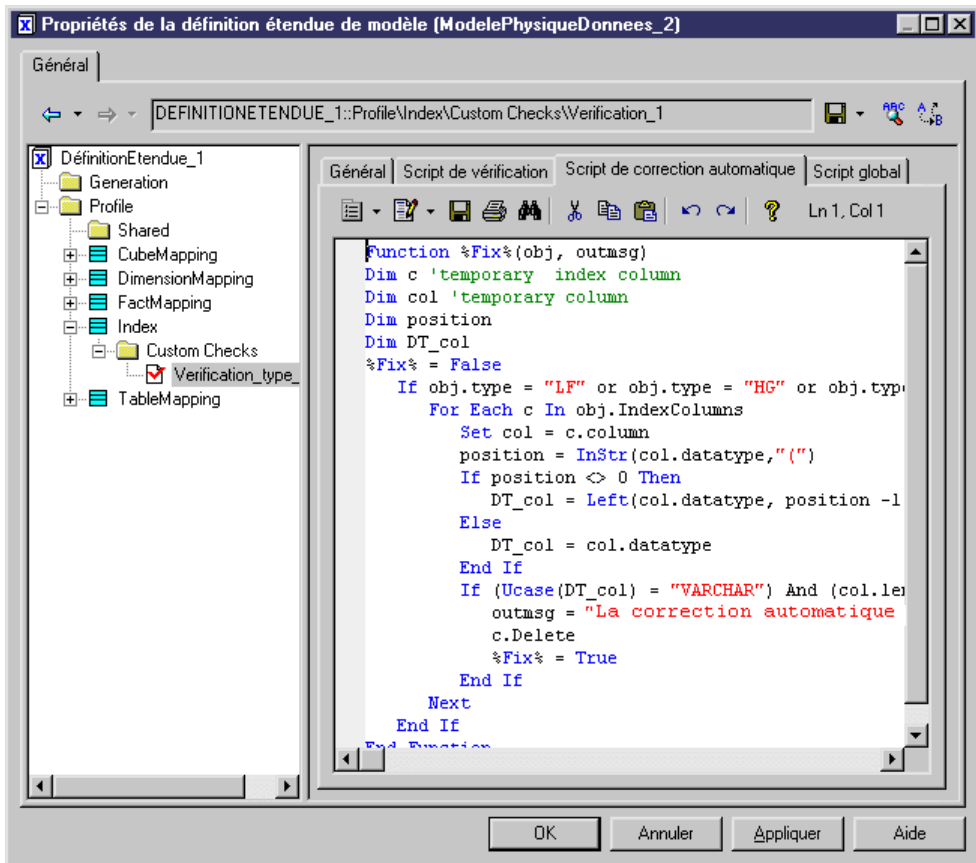 Propriétés de la définition étendue de modèle (ModelePhysiqueDonnees_2)
Général
DEFINITIONETENDUE_1::Profile\Index\Custom Checks\Verification_1
DéfinitionEtendue_1
Generation
Profile
Shared
CubeMapping
DimensionMapping
FactMapping
Index
Custom Checks
Verification_type_
TableMapping
Général Script de vérification Script de correction automatique Script global
Ln 1, Col 1
Function %Fix%(obj, outmsg)
Dim c 'temporary  index column
Dim col 'temporary column
Dim position
Dim DT_col
%Fix% = False
If obj.type = "LF" or obj.type = "HG" or obj.type
For Each c In obj.IndexColumns
Set col = c.column
position = InStr(col.datatype,"(")
If position <> 0 Then
DT_col = Left(col.datatype, position -1
Else
DT_col = col.datatype
End If
If (Ucase(DT_col) = "VARCHAR") And (col.len
outmsg = "La correction automatique
c.Delete
%Fix% = True
End If
Next
End If
End Function
OK Annuler Appliquer Aide